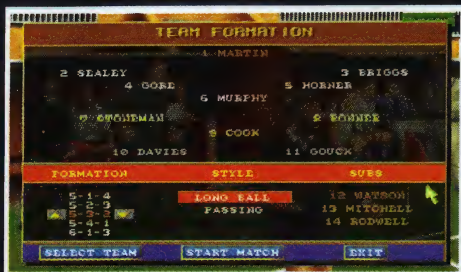 TEAM FORMATION
1 MARTIN
2 SEALEY 3 BRIGGS
4 GORE 5 HORNER
6 MURPHY
7 STONEMAN 8 BONNER
9 COOK
10 DAVIES 11 GOUCK
FORMATION STYLE SUBS
5-1-4
5-2-3
5-3-2
5-4-1
6-1-3
LONG BALL
PASSING
12 WATSON
13 MITCHELL
14 RODWELL
SELECT TEAM START MATCH EXIT